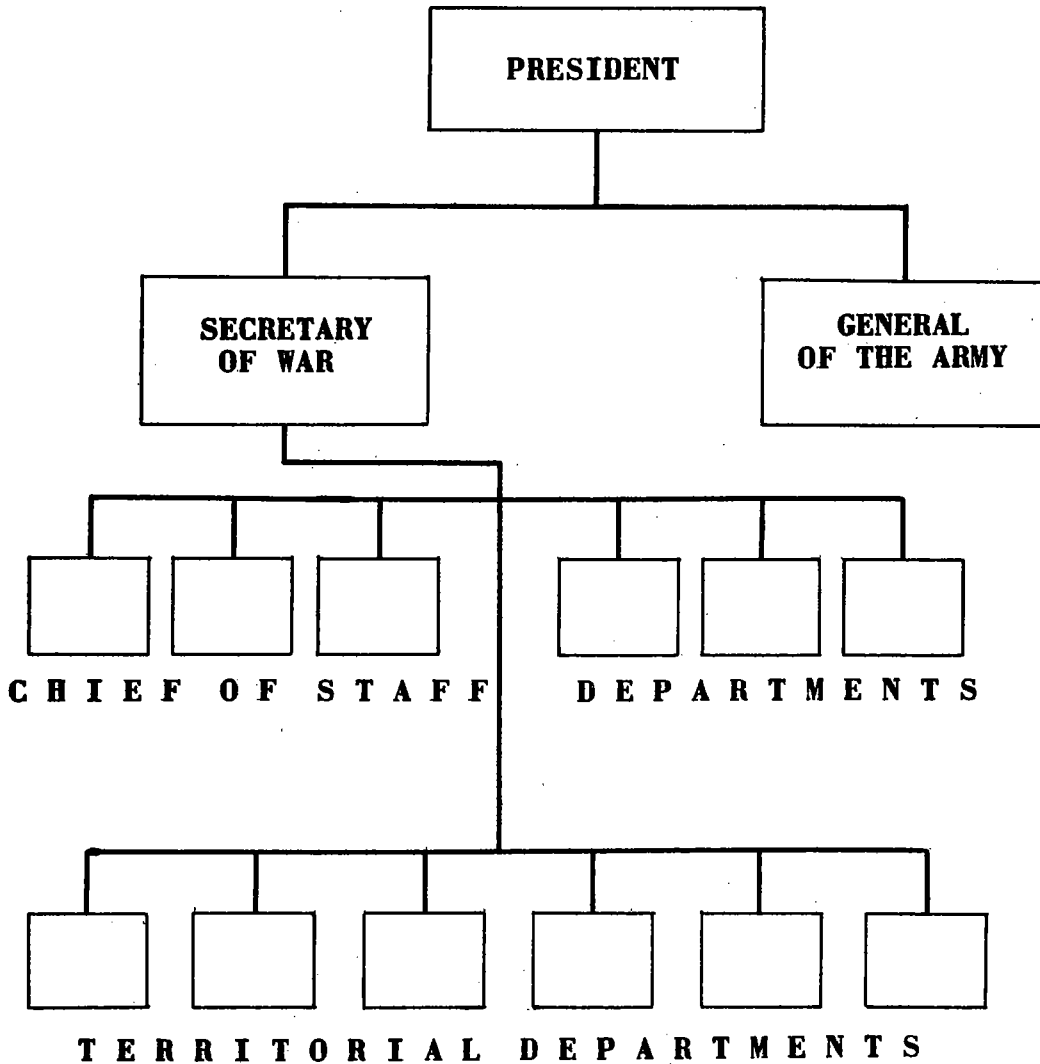 PRESIDENT
SECRETARY
OF WAR
GENERAL
OF THE ARMY
CHIEF OF STAFF DEPARTMENTS
TERRITORIAL DEPARTMENTS